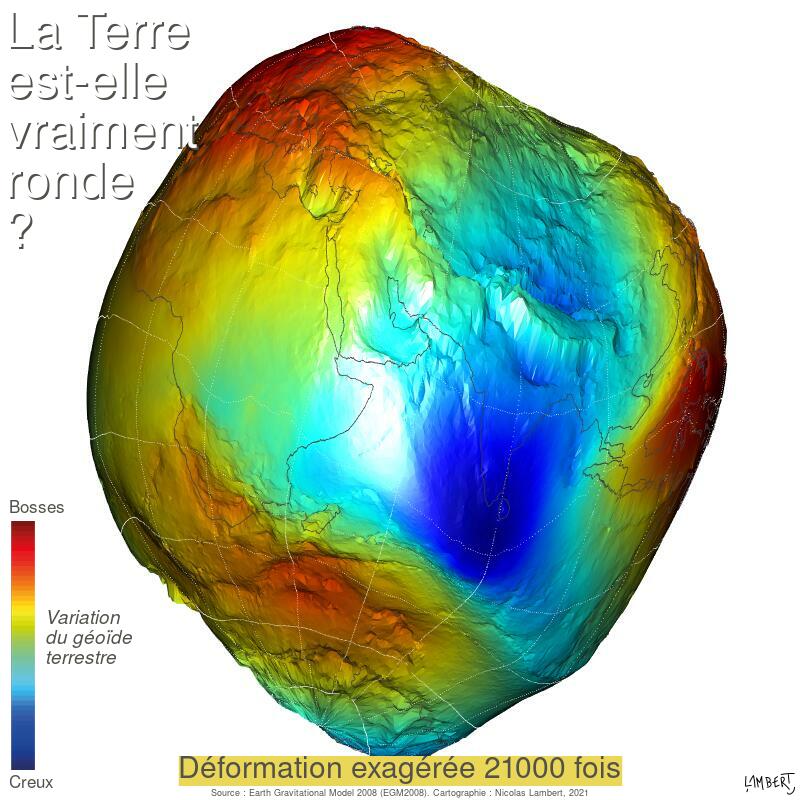 La Terre
est-elle
vraiment
ronde
?
Bosses
Variation
du géoïde
terrestre
Creux
Déformation exagérée 21000 fois
Source : Earth Gravitational Model 2008 (EGM2008). Cartographie : Nicolas Lambert, 2021
LAMBERT